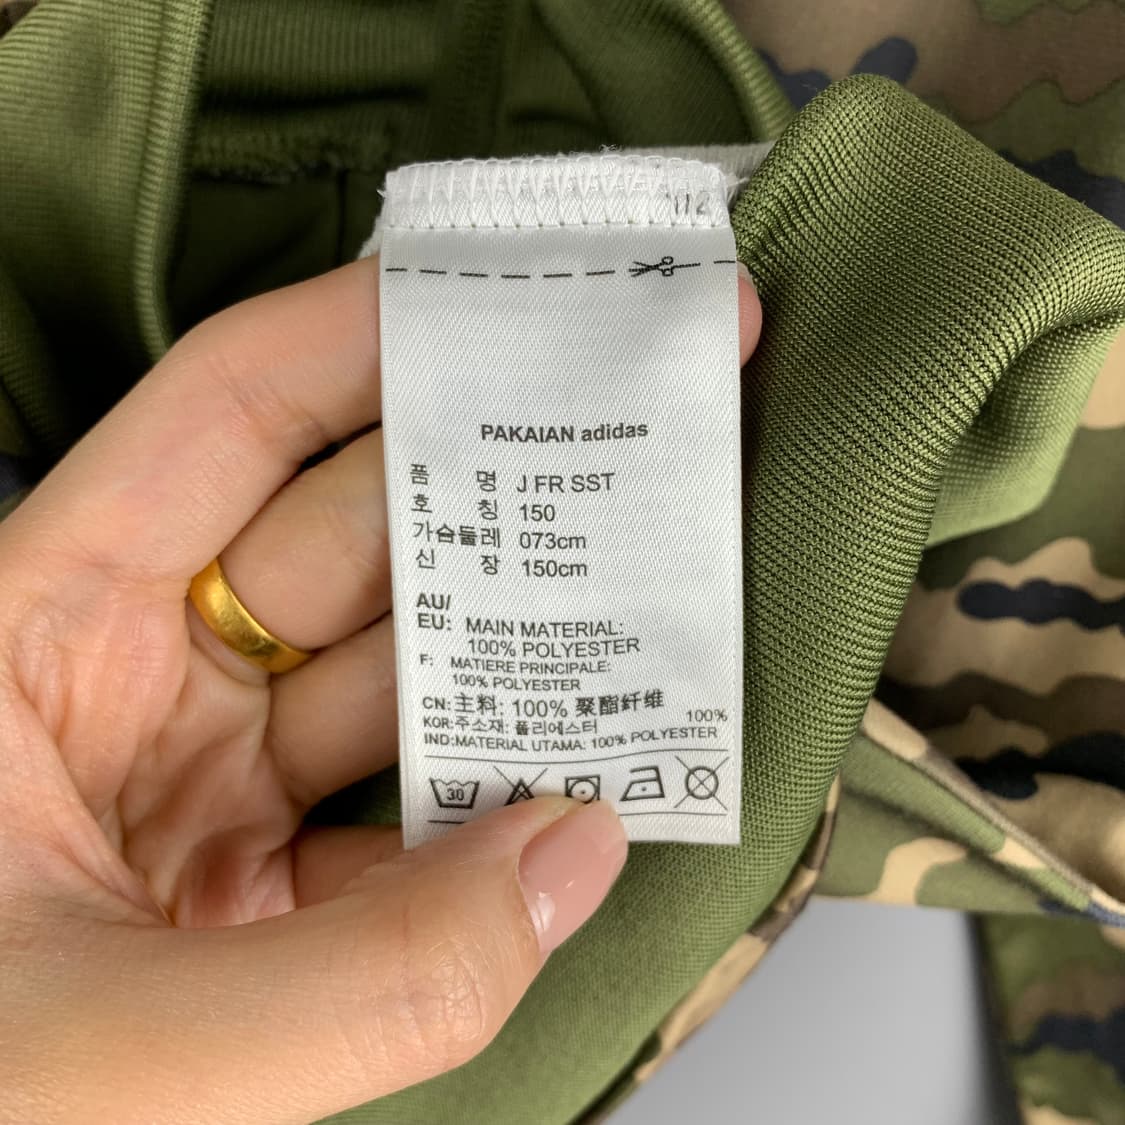 112
PAKAIAN adidas
품 명 J FR SST
호 칭 150
가슴둘레 073cm
신 장 150cm
AU/
EU: MAIN MATERIAL:
100% POLYESTER
F: MATIERE PRINCIPALE:
100% POLYESTER
CN: 主料: 100% 聚酯纤维
KOR:주소재: 폴리에스터 100%
IND:MATERIAL UTAMA: 100% POLYESTER
30